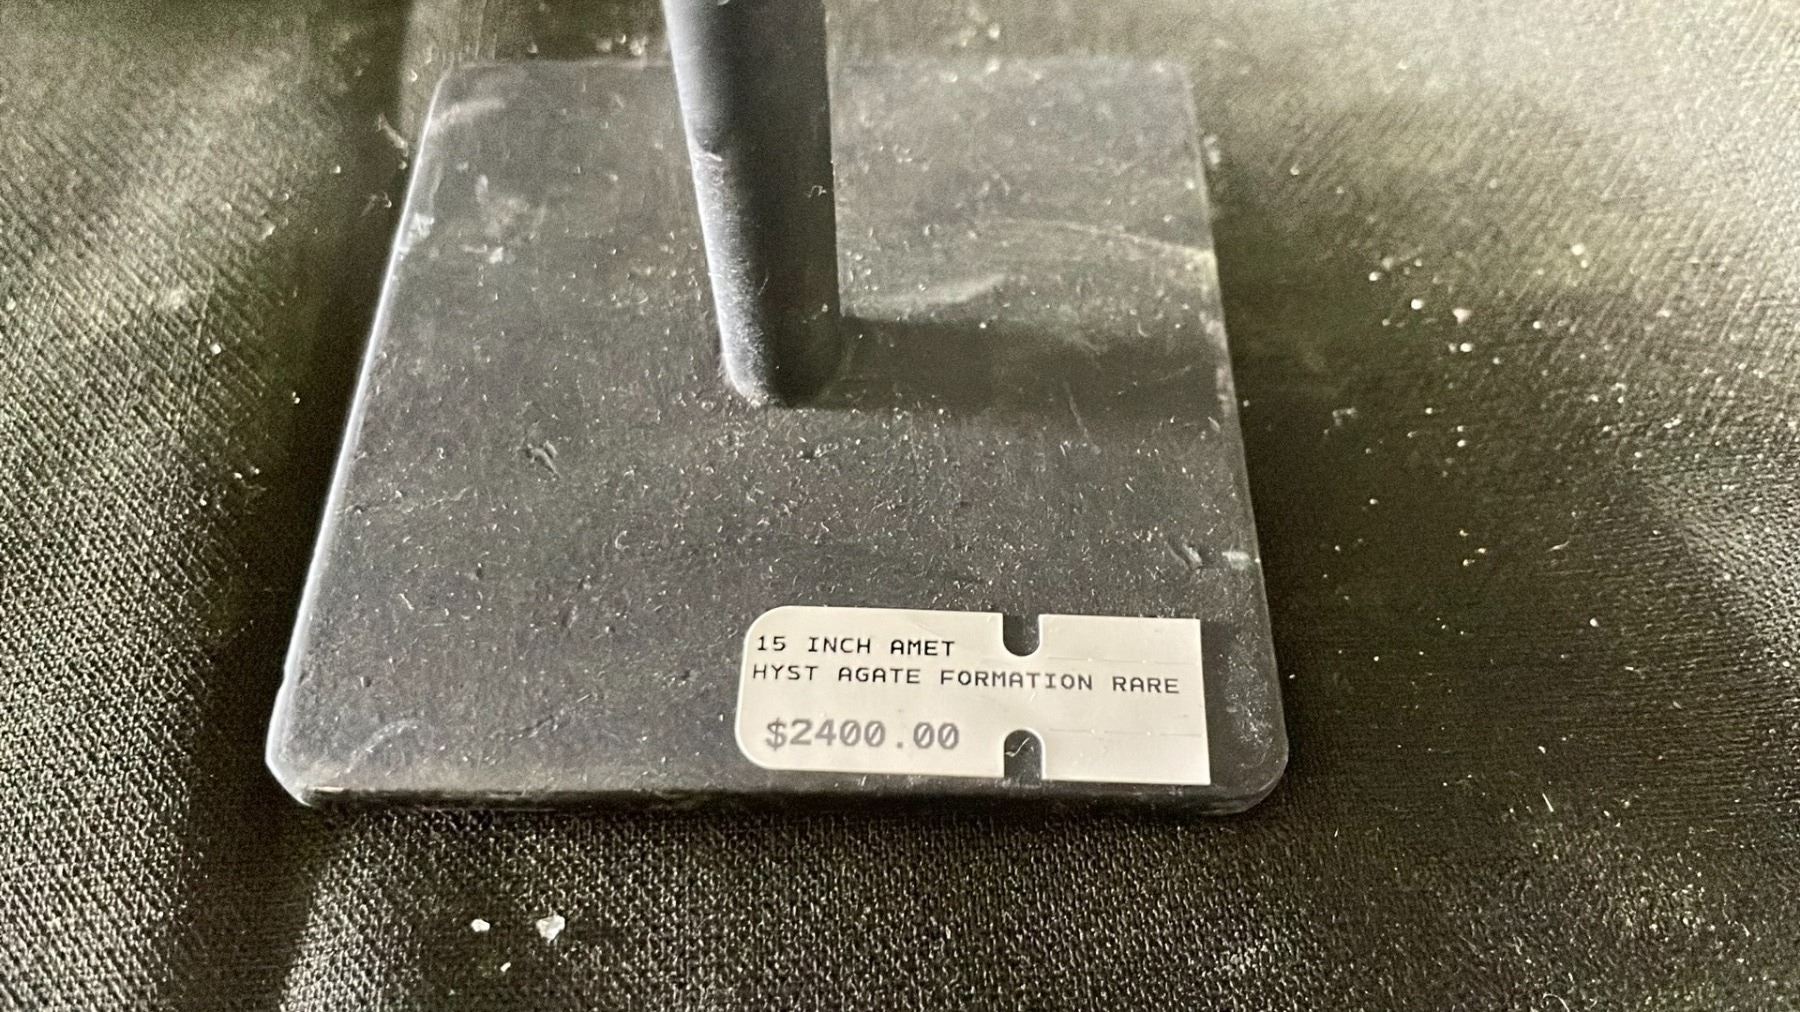 15 INCH AMET
HYST AGATE FORMATION RARE
$2400.00